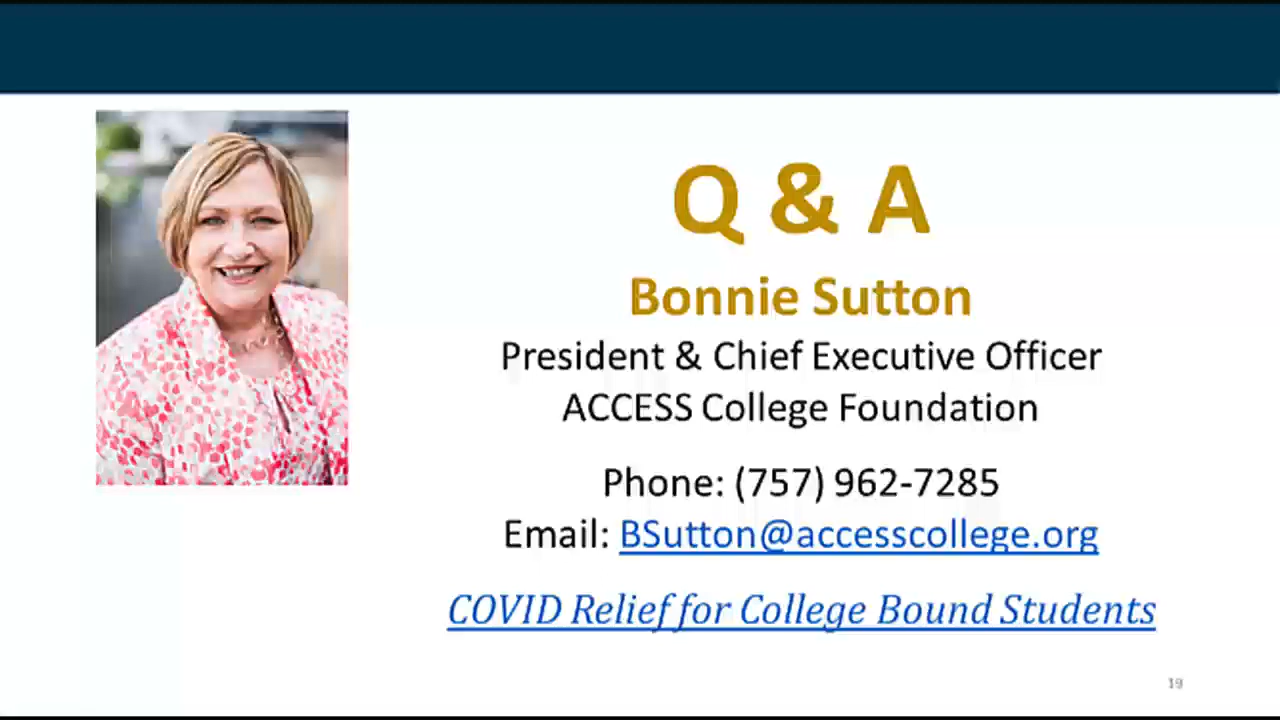 Q & A
Bonnie Sutton
President & Chief Executive Officer
ACCESS College Foundation
Phone: (757) 962-7285
Email: BSutton@accesscollege.org
COVID Relief for College Bound Students
19